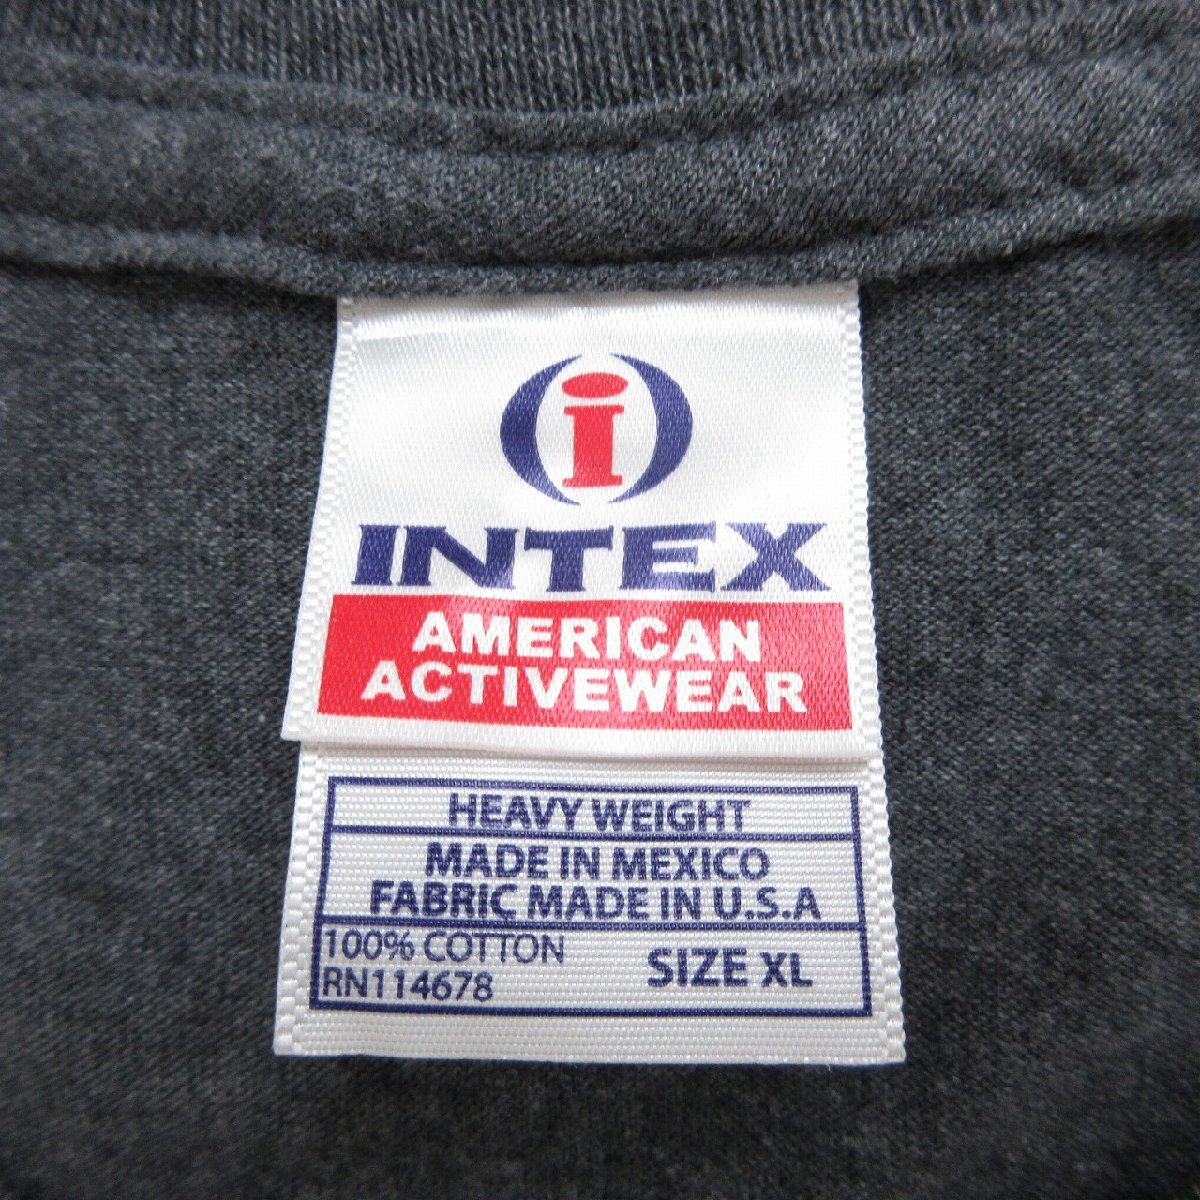 i
INTEX
AMERICAN
ACTIVEWEAR
HEAVY WEIGHT
MADE IN MEXICO
FABRIC MADE IN U.S.A
100% COTTON
RN114678
SIZE XL